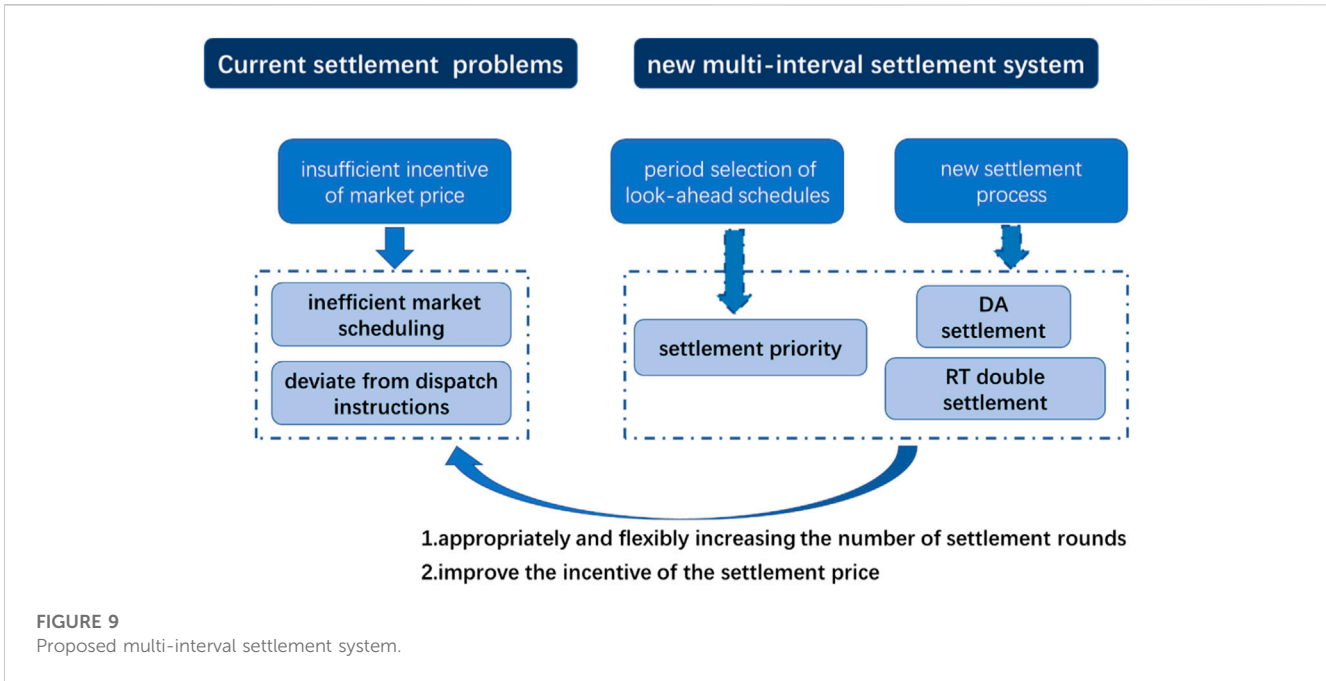 Current settlement problems
new multi-interval settlement system
insufficient incentive
of market price
period selection of
look-ahead schedules
new settlement
process
inefficient market
scheduling
deviate from dispatch
instructions
settlement priority
DA
settlement
RT double
settlement
1.appropriately and flexibly increasing the number of settlement rounds
2.improve the incentive of the settlement price
FIGURE 9
Proposed multi-interval settlement system.